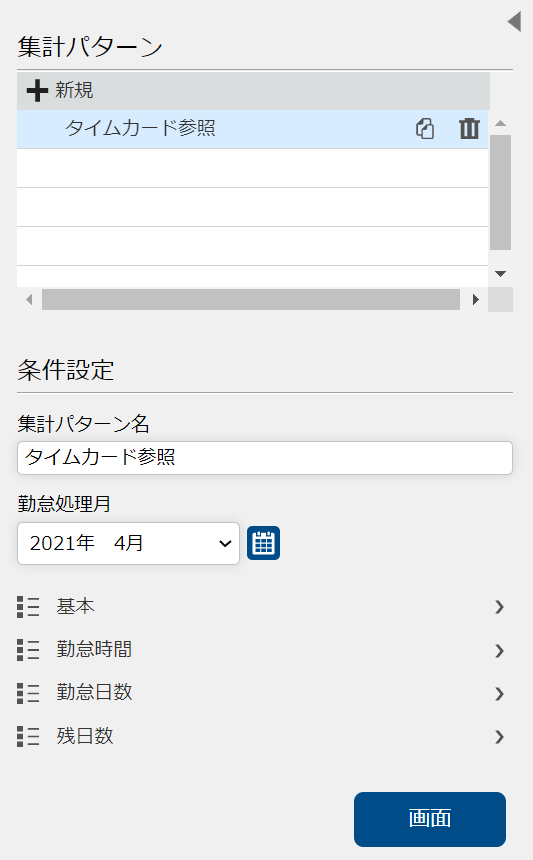 集計パターン
新規
タイムカード参照
条件設定
集計パターン名
タイムカード参照
勤怠処理月
2021年　4月
基本
勤怠時間
勤怠日数
残日数
画面